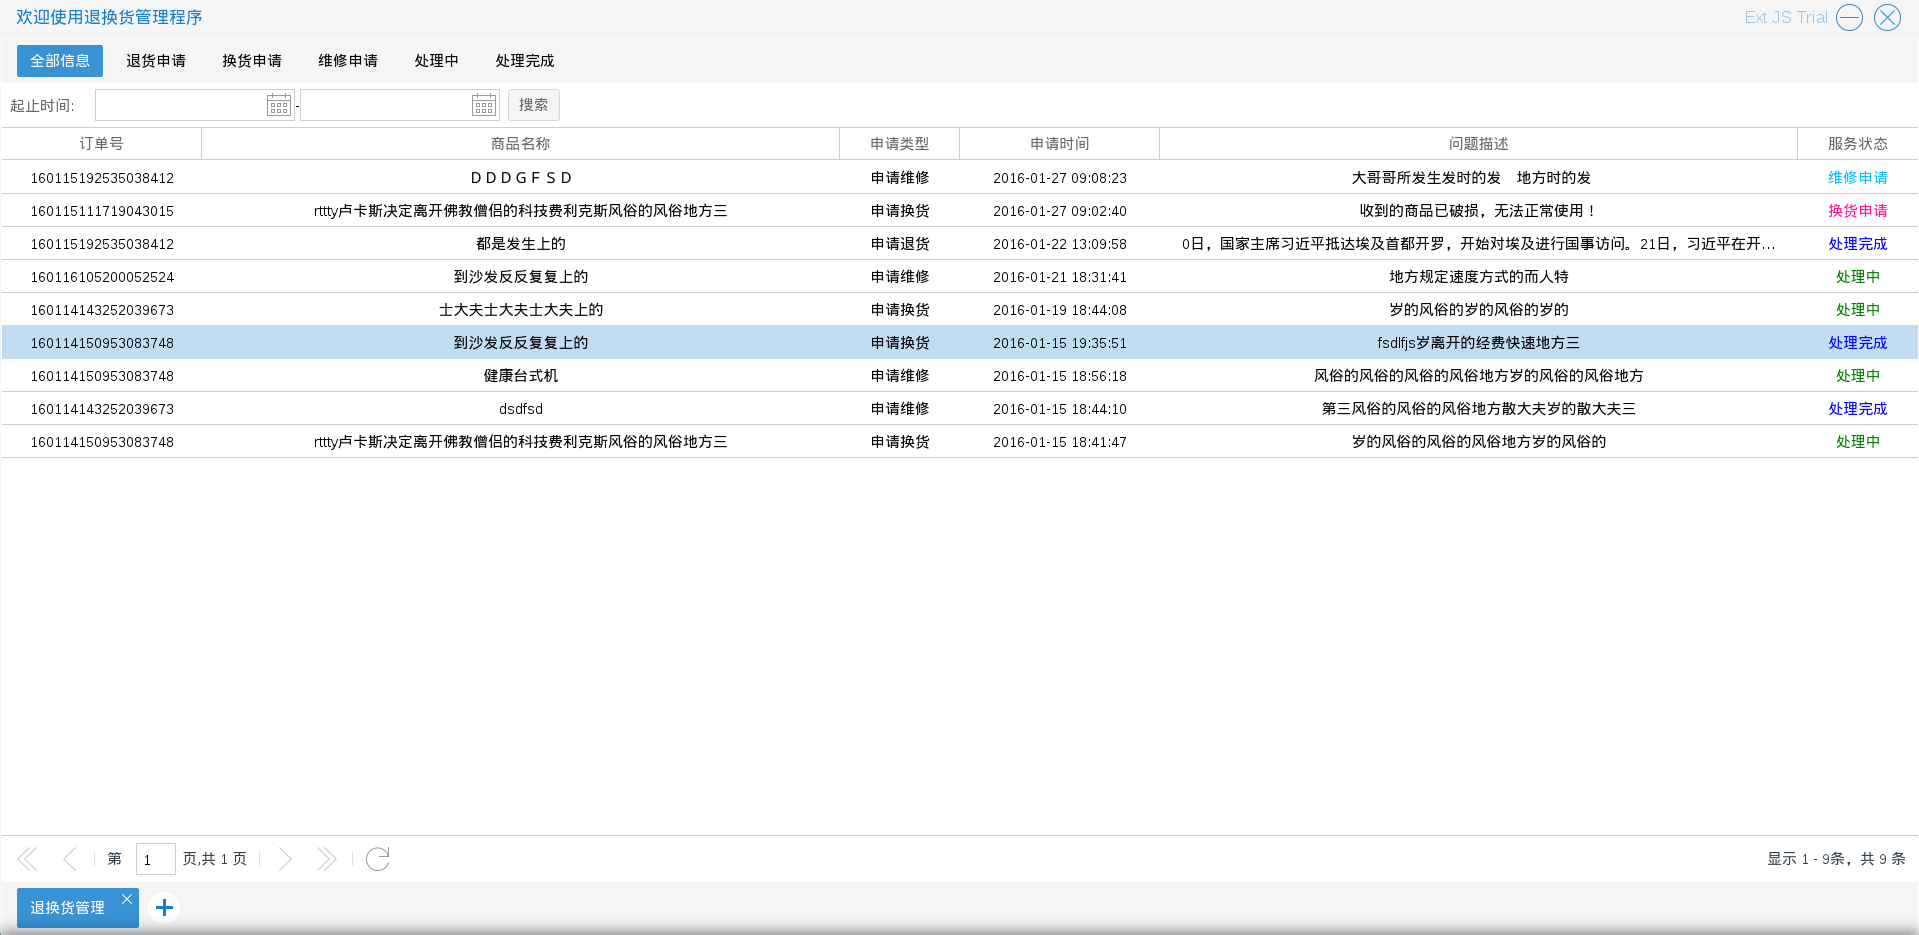 欢迎使用退换货管理程序 Ext JS Trial
全部信息 退货申请 换货申请 维修申请 处理中 处理完成
起止时间: - 搜索
订单号 商品名称 申请类型 申请时间 问题描述 服务状态
160115192535038412 ＤＤＤＧＦＳＤ 申请维修 2016-01-27 09:08:23 大哥哥所发生发时的发　地方时的发 维修申请
160115111719043015 rttty卢卡斯决定离开佛教僧侣的科技费利克斯风俗的风俗地方三 申请换货 2016-01-27 09:02:40 收到的商品已破损，无法正常使用！ 换货申请
160115192535038412 都是发生上的 申请退货 2016-01-22 13:09:58 0日，国家主席习近平抵达埃及首都开罗，开始对埃及进行国事访问。21日，习近平在开... 处理完成
160116105200052524 到沙发反反复复上的 申请维修 2016-01-21 18:31:41 地方规定速度方式的而人特 处理中
160114143252039673 士大夫士大夫士大夫上的 申请换货 2016-01-19 18:44:08 岁的风俗的岁的风俗的岁的 处理中
160114150953083748 到沙发反反复复上的 申请换货 2016-01-15 19:35:51 fsdlfjs岁离开的经费快速地方三 处理完成
160114150953083748 健康台式机 申请维修 2016-01-15 18:56:18 风俗的风俗的风俗的风俗地方岁的风俗的风俗地方 处理中
160114143252039673 dsdfsd 申请维修 2016-01-15 18:44:10 第三风俗的风俗的风俗地方散大夫岁的散大夫三 处理完成
160114150953083748 rttty卢卡斯决定离开佛教僧侣的科技费利克斯风俗的风俗地方三 申请换货 2016-01-15 18:41:47 岁的风俗的风俗的风俗地方岁的风俗的 处理中
第 1 页,共 1 页 显示 1 - 9条，共 9 条
退换货管理